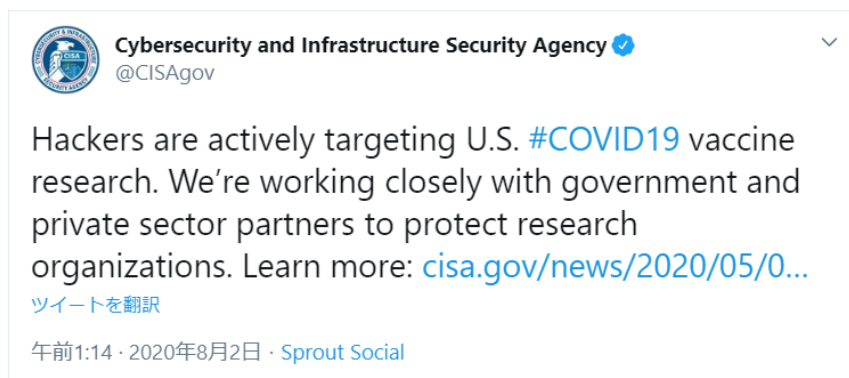 Cybersecurity and Infrastructure Security Agency
@CISAgov
Hackers are actively targeting U.S. #COVID19 vaccine
research. We’re working closely with government and
private sector partners to protect research
organizations. Learn more: cisa.gov/news/2020/05/0...
ツイートを翻訳
午前1:14 · 2020年8月2日 · Sprout Social